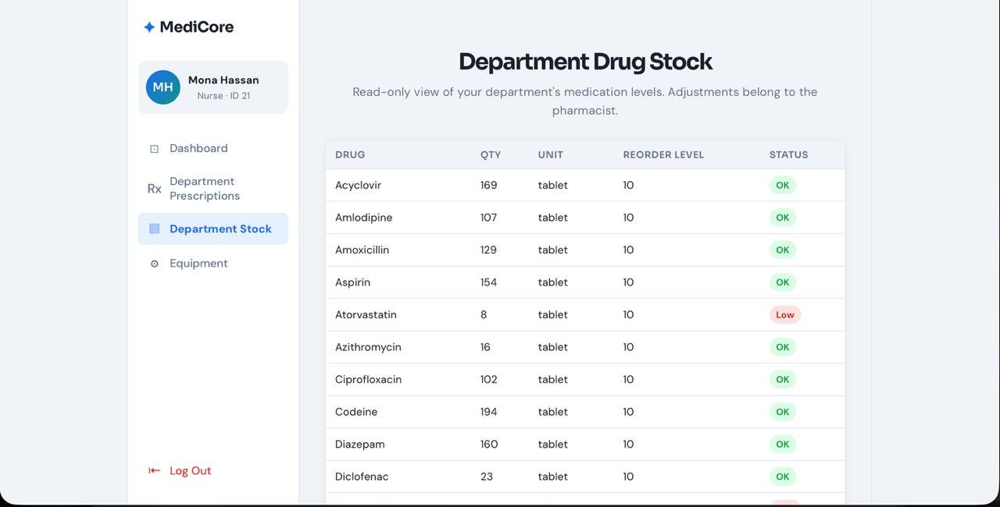 MediCore
MH
Mona Hassan
Nurse · ID 21
Dashboard
Rx Department
Prescriptions
Department Stock
Equipment
Log Out
Department Drug Stock
Read-only view of your department's medication levels. Adjustments belong to the
pharmacist.
DRUG QTY UNIT REORDER LEVEL STATUS
Acyclovir 169 tablet 10 OK
Amlodipine 107 tablet 10 OK
Amoxicillin 129 tablet 10 OK
Aspirin 154 tablet 10 OK
Atorvastatin 8 tablet 10 Low
Azithromycin 16 tablet 10 OK
Ciprofloxacin 102 tablet 10 OK
Codeine 194 tablet 10 OK
Diazepam 160 tablet 10 OK
Diclofenac 23 tablet 10 OK